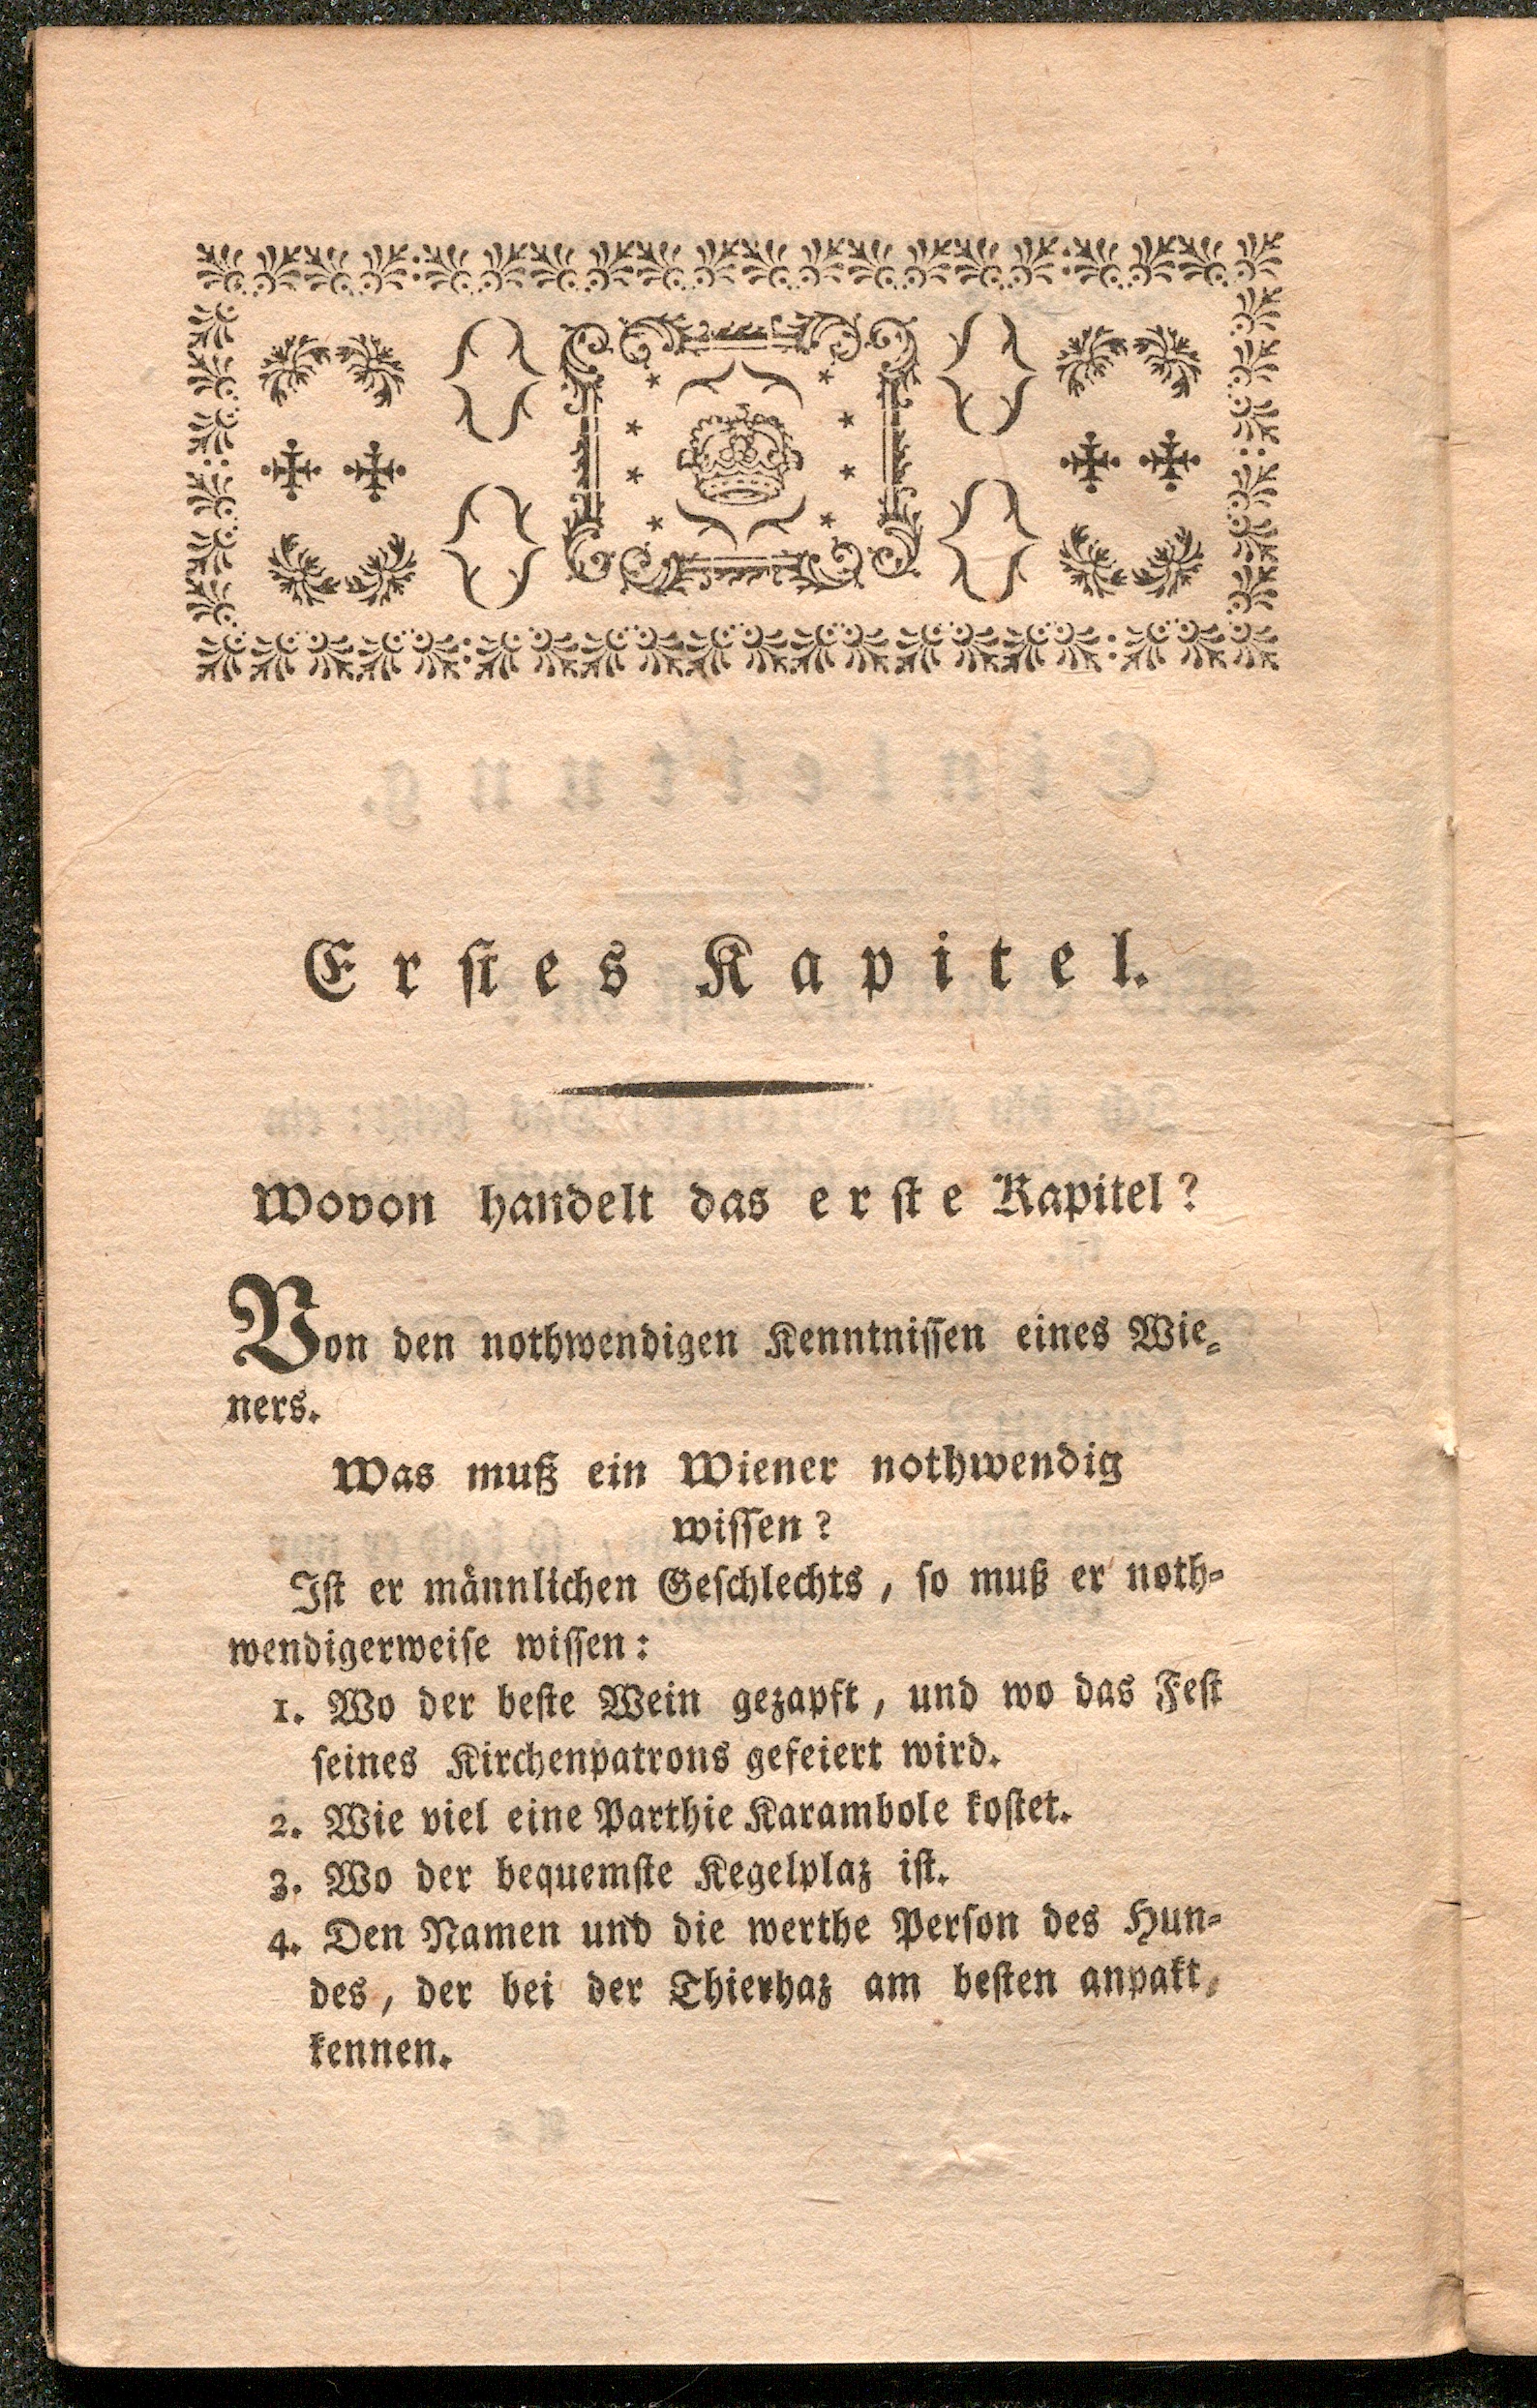 Erſtes Kapitel.
Wovon handelt das erſte Kapitel?
Von den nothwendigen Kenntniſſen eines Wie-
ners.
Was muß ein Wiener nothwendig
wiſſen?
Iſt er männlichen Geſchlechts, ſo muß er noth-
wendigerweiſe wiſſen:
1. Wo der beſte Wein gezapft, und wo das Feſt
ſeines Kirchenpatrons gefeiert wird.
2. Wie viel eine Parthie Karambole koſtet.
3. Wo der bequemſte Kegelplaz iſt.
4. Den Namen und die werthe Perſon des Hun-
des, der bei der Thierhaz am beſten anpakt,
kennen.